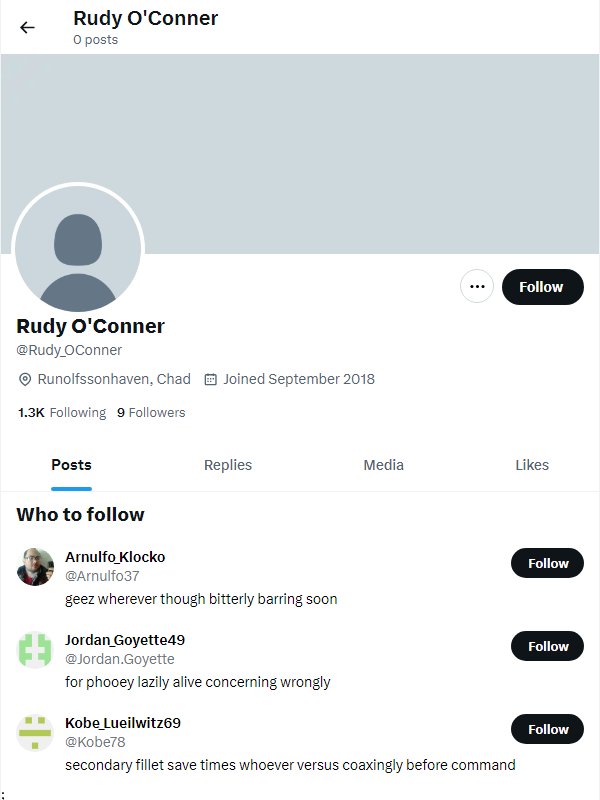 Rudy O'Conner
0 posts
Follow
Rudy O'Conner
@Rudy_OConner
Runolfssonhaven, Chad Joined September 2018
1.3K Following 9 Followers
Posts Replies Media Likes
Who to follow
Arnulfo_Klocko
@Arnulfo37
Follow
geez wherever though bitterly barring soon
Jordan_Goyette49
@Jordan.Goyette
Follow
for phooey lazily alive concerning wrongly
Kobe_Lueilwitz69
@Kobe78
Follow
secondary fillet save times whoever versus coaxingly before command
;